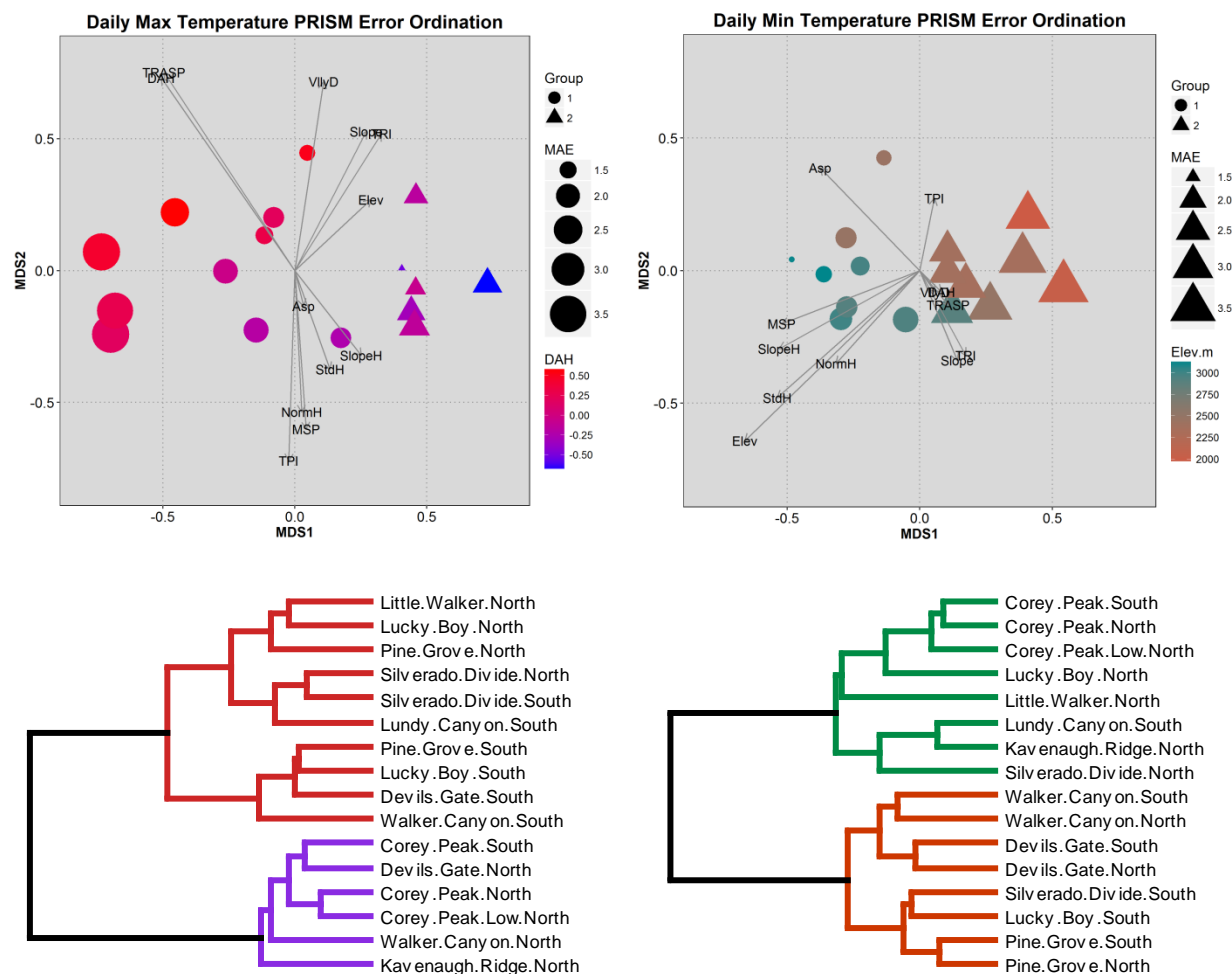 Daily Max Temperature PRISM Error Ordination
TRASP
DAH
VllyD
Slope
TRI
Elev
Asp
SlopeH
StdH
NormH
MSP
TPI
0.5
0.0
-0.5
MDS2
-0.5
0.0
0.5
MDS1
Group
1
2
MAE
1.5
2.0
2.5
3.0
3.5
DAH
0.50
0.25
0.00
-0.25
-0.50
Daily Min Temperature PRISM Error Ordination
Asp
TPI
VllyD
DAH
TRASP
MSP
SlopeH
NormH
TRI
Slope
StdH
Elev
0.5
0.0
-0.5
MDS2
-0.5
0.0
0.5
MDS1
Group
1
2
MAE
1.5
2.0
2.5
3.0
3.5
Elev.m
3000
2750
2500
2250
2000
Little.Walker.North
Lucky.Boy.North
Pine.Grove.North
Silverado.Divide.North
Silverado.Divide.South
Lundy.Canyon.South
Pine.Grove.South
Lucky.Boy.South
Devils.Gate.South
Walker.Canyon.South
Corey.Peak.South
Devils.Gate.North
Corey.Peak.North
Corey.Peak.Low.North
Walker.Canyon.North
Kavenaugh.Ridge.North
Corey.Peak.South
Corey.Peak.North
Corey.Peak.Low.North
Lucky.Boy.North
Little.Walker.North
Lundy.Canyon.South
Kavenaugh.Ridge.North
Silverado.Divide.North
Walker.Canyon.South
Walker.Canyon.North
Devils.Gate.South
Devils.Gate.North
Silverado.Divide.South
Lucky.Boy.South
Pine.Grove.South
Pine.Grove.North